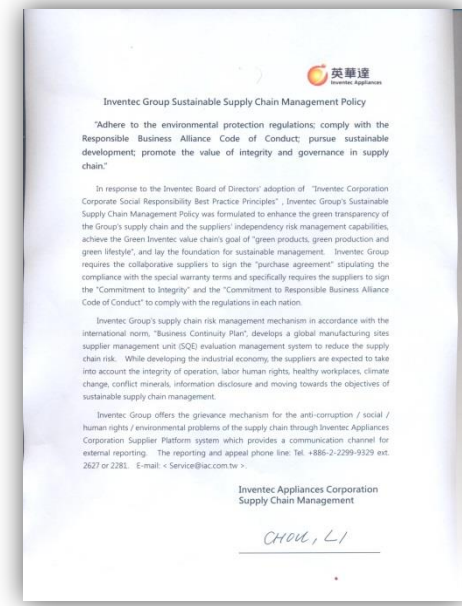 英華達
Inventec Appliances
Inventec Group Sustainable Supply Chain Management Policy
"Adhere to the environmental protection regulations; comply with the
Responsible Business Alliance Code of Conduct; pursue sustainable
development; promote the value of integrity and governance in supply
chain."
In response to the Inventec Board of Directors' adoption of "Inventec Corporation
Corporate Social Responsibility Best Practice Principles" , Inventec Group's Sustainable
Supply Chain Management Policy was formulated to enhance the green transparency of
the Group's supply chain and the suppliers' independency risk management capabilities,
achieve the Green Inventec value chain's goal of "green products, green production and
green lifestyle", and lay the foundation for sustainable management. Inventec Group
requires the collaborative suppliers to sign the "purchase agreement" stipulating the
compliance with the special warranty terms and specifically requires the suppliers to sign
the "Commitment to Integrity" and the "Commitment to Responsible Business Alliance
Code of Conduct" to comply with the regulations in each nation.
Inventec Group's supply chain risk management mechanism in accordance with the
international norm, "Business Continuity Plan", develops a global manufacturing sites
supplier management unit (SQE) evaluation management system to reduce the supply
chain risk. While developing the industrial economy, the suppliers are expected to take
into account the integrity of operation, labor human rights, healthy workplaces, climate
change, conflict minerals, information disclosure and moving towards the objectives of
sustainable supply chain management.
Inventec Group offers the grievance mechanism for the anti-corruption / social /
human rights / environmental problems of the supply chain through Inventec Appliances
Corporation Supplier Platform system which provides a communication channel for
external reporting. The reporting and appeal phone line: Tel. +886-2-2299-9329 ext.
2627 or 2281. E-mail: < Service@iac.com.tw >.
Inventec Appliances Corporation
Supply Chain Management
CHOU, LI